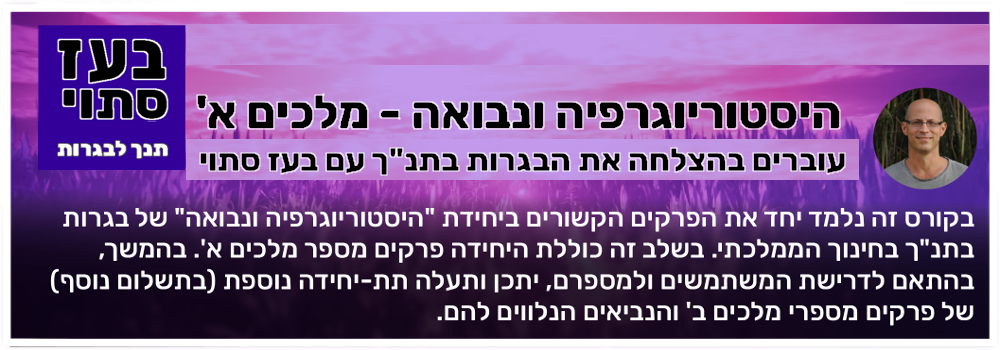 בעז
סתוי
תנך לבגרות
היסטוריוגרפיה ונבואה - מלכים א'
עוברים בהצלחה את הבגרות בתנ"ך עם בעז סתוי
בקורס זה נלמד יחד את הפרקים הקשורים ביחידת "היסטוריוגרפיה ונבואה" של בגרות
בתנ"ך בחינוך הממלכתי. בשלב זה כוללת היחידה פרקים מספר מלכים א'. בהמשך,
בהתאם לדרישת המשתמשים ולמספרם, יתכן ותעלה תת-יחידה נוספת (בתשלום נוסף)
של פרקים מספרי מלכים ב' והנביאים הנלווים להם.